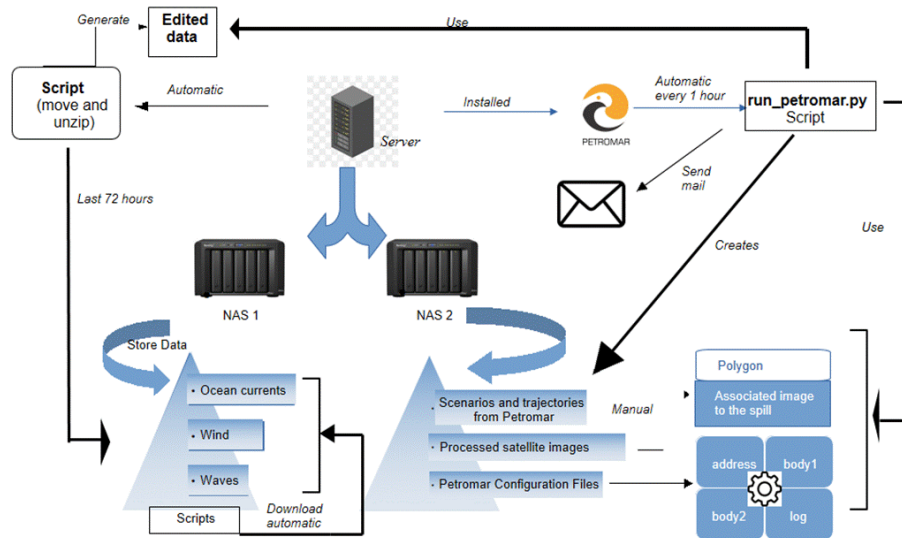 Generate
Edited
data
Use
Script
(move and
unzip)
Automatic
Server
Installed
PETROMAR
Automatic
every 1 hour
run_petromar.py
Script
Send
mail
Last 72 hours
Creates
Use
NAS 1
NAS 2
Store Data
• Ocean currents
• Wind
• Waves
Scripts
Download
automatic
• Scenarios and trajectories
from Petromar
• Processed satellite images
• Petromar Configuration Files
Manual
Polygon
Associated image
to the spill
address
body1
body2
log